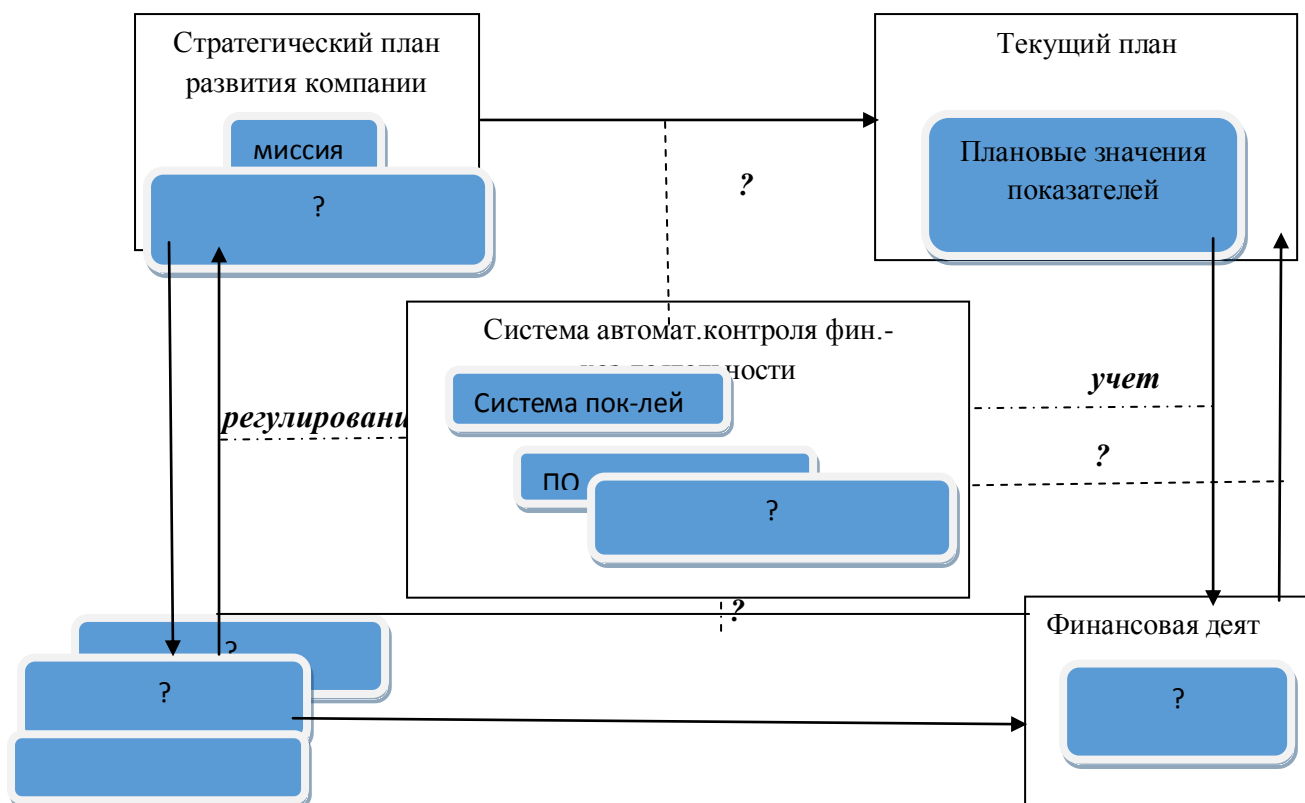 Стратегический план
развития компании
миссия
?
Текущий план
Плановые значения
показателей
?
Система автомат.контроля фин.-
Система пок-лей
ПО
?
регулировани
учет
?
?
?
?
Финансовая деят
?